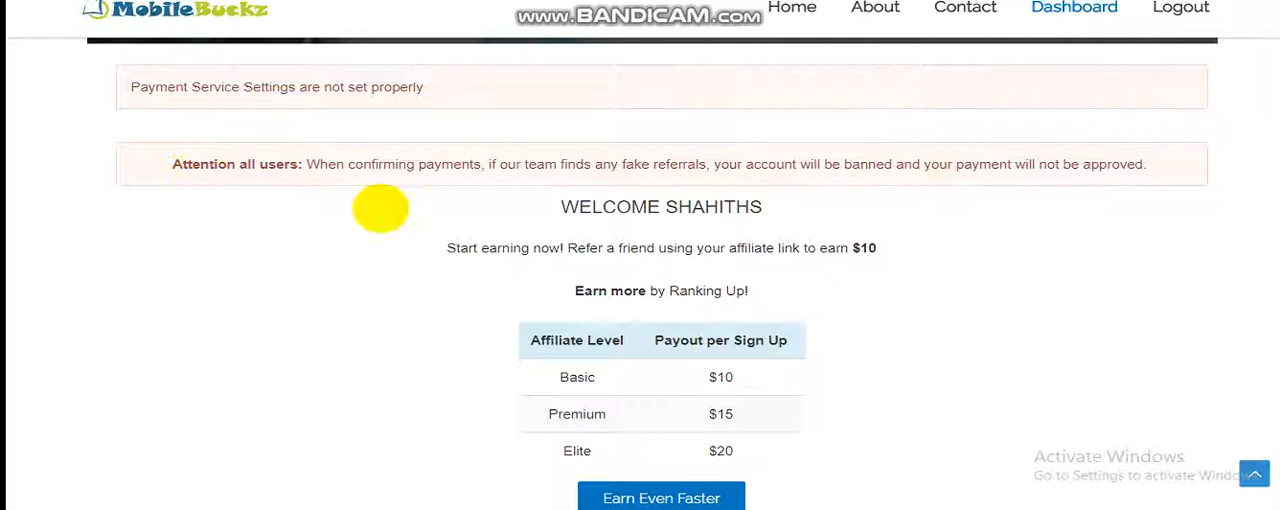 MobileBuckz
www.BANDICAM.com
Home About Contact Dashboard Logout
Payment Service Settings are not set properly
Attention all users: When confirming payments, if our team finds any fake referrals, your account will be banned and your payment will not be approved.
WELCOME SHAHITHS
Start earning now! Refer a friend using your affiliate link to earn $10
Earn more by Ranking Up!
Affiliate Level Payout per Sign Up
Basic $10
Premium $15
Elite $20
Activate Windows
Go to Settings to activate Windows
Earn Even Faster